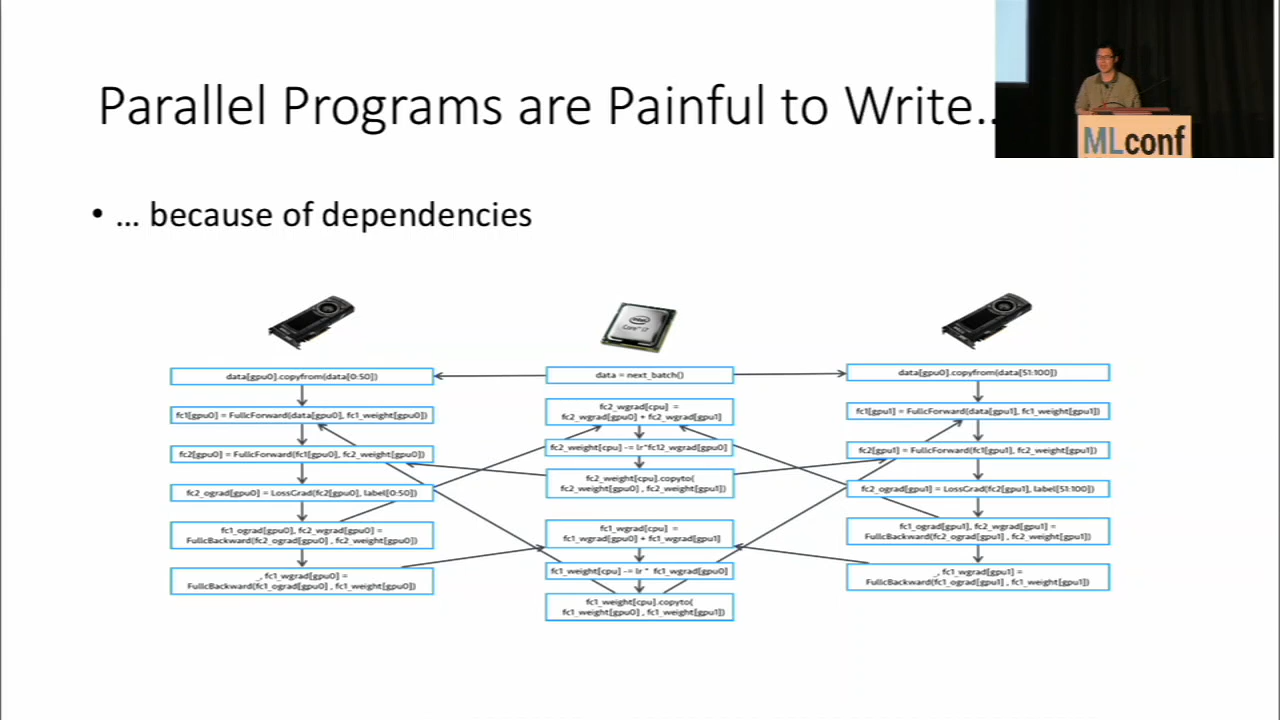 Parallel Programs are Painful to Write..
MLconf
• ... because of dependencies
intel
Core i7
data[gpu0].copyfrom(data[0:50])
fc1[gpu0] = FullcForward(data[gpu0], fc1_weight[gpu0])
fc2[gpu0] = FullcForward(fc1[gpu0], fc2_weight[gpu0])
fc2_ograd[gpu0] = LossGrad(fc2[gpu0], label[0:50])
fc1_ograd[gpu0], fc2_wgrad[gpu0] =
FullcBackward(fc2_ograd[gpu0] , fc2_weight[gpu0])
_, fc1_wgrad[gpu0] =
FullcBackward(fc1_ograd[gpu0] , fc1_weight[gpu0])
data = next_batch()
fc2_wgrad[cpu] =
fc2_wgrad[gpu0] + fc2_wgrad[gpu1]
fc2_weight[cpu] -= lr*fc12_wgrad[gpu0]
fc2_weight[cpu].copyto(
fc2_weight[gpu0] , fc2_weight[gpu1])
fc1_wgrad[cpu] =
fc1_wgrad[gpu0] + fc1_wgrad[gpu1]
fc1_weight[cpu] -= lr * fc1_wgrad[gpu0]
fc1_weight[cpu].copyto(
fc1_weight[gpu0] , fc1_weight[gpu1])
data[gpu0].copyfrom(data[51:100])
fc1[gpu1] = FullcForward(data[gpu1], fc1_weight[gpu1])
fc2[gpu1] = FullcForward(fc1[gpu1], fc2_weight[gpu1])
fc2_ograd[gpu1] = LossGrad(fc2[gpu1], label[51:100])
fc1_ograd[gpu1], fc2_wgrad[gpu1] =
FullcBackward(fc2_ograd[gpu1] , fc2_weight[gpu1])
_, fc1_wgrad[gpu1] =
FullcBackward(fc1_ograd[gpu1] , fc1_weight[gpu1])